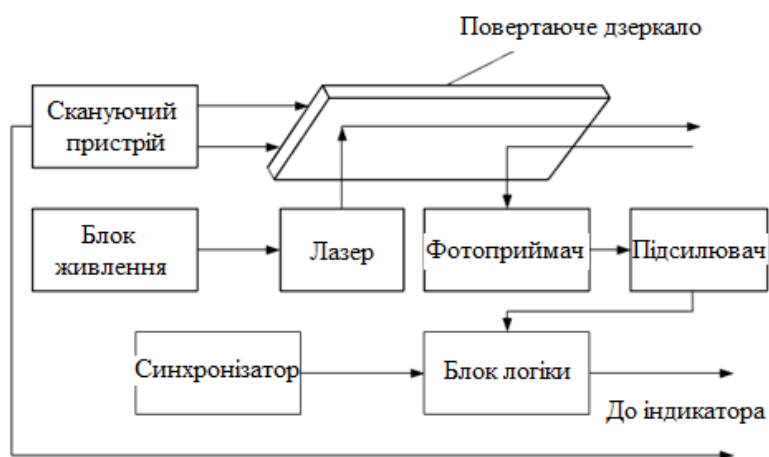 Повертаюче дзеркало
Скануючий
пристрій
Блок
живлення
Лазер
Фотоприймач
Підсилювач
Синхронізатор
Блок логіки
До індикатора